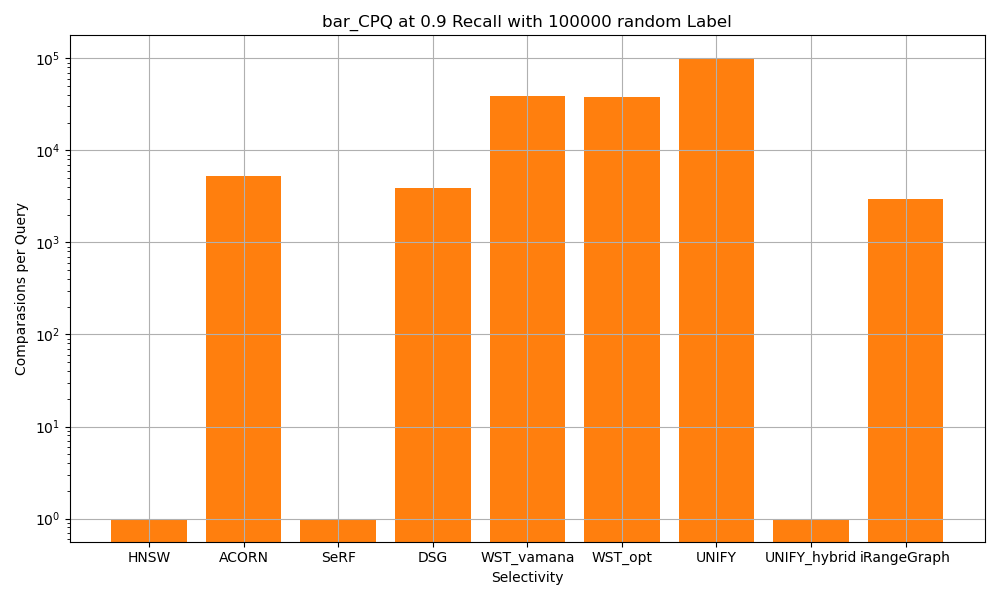 bar_CPQ at 0.9 Recall with 100000 random Label
Comparasions per Query
10^5
10^4
10^3
10^2
10^1
10^0
HNSW ACORN SeRF DSG WST_vamana WST_opt UNIFY UNIFY_hybrid iRangeGraph
Selectivity